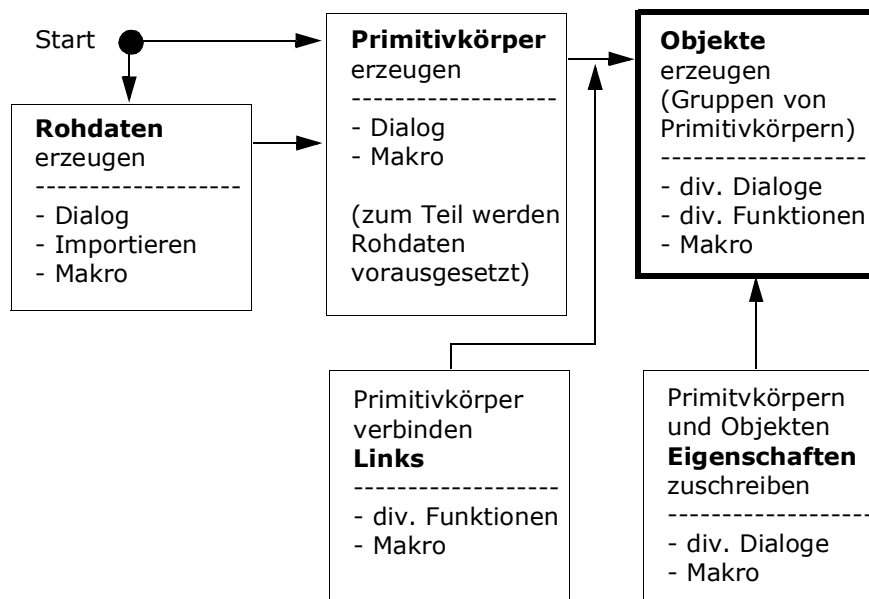 Start
Primitivkörper
erzeugen
--------------------
- Dialog
- Makro
(zum Teil werden
Rohdaten
vorausgesetzt)
Objekte
erzeugen
(Gruppen von
Primitivkörpern)
--------------------
- div. Dialoge
- div. Funktionen
- Makro
Rohdaten
erzeugen
--------------------
- Dialog
- Importieren
- Makro
Primitivkörper
verbinden
Links
--------------------
- div. Funktionen
- Makro
Primitvkörpern
und Objekten
Eigenschaften
zuschreiben
--------------------
- div. Dialoge
- Makro